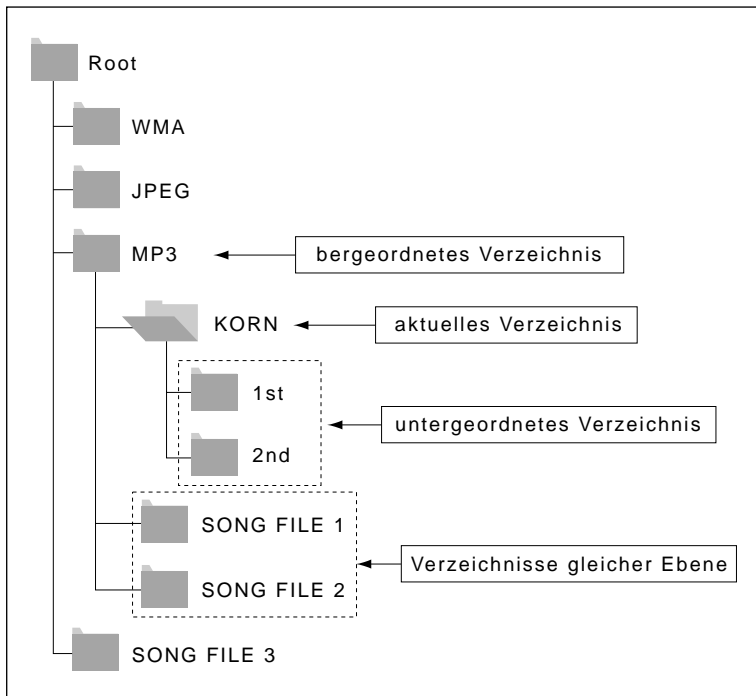 Root
WMA
JPEG
MP3
bergeordnetes Verzeichnis
KORN
aktuelles Verzeichnis
1st
2nd
untergeordnetes Verzeichnis
SONG FILE 1
SONG FILE 2
Verzeichnisse gleicher Ebene
SONG FILE 3